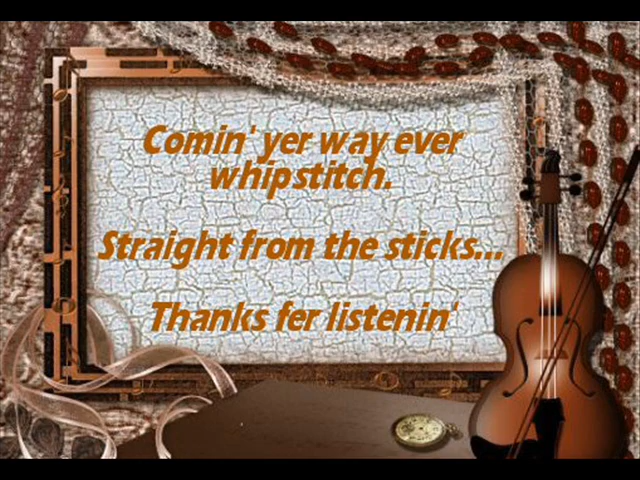 Comin' yer way ever
whipstitch.
Straight from the sticks...
Thanks fer listenin'